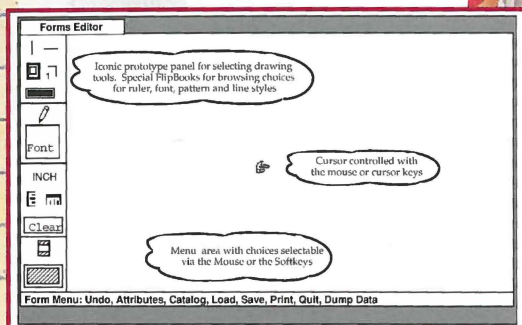 Forms Editor
Iconic prototype panel for selecting drawing
tools. Special FlipBooks for browsing choices
for ruler, font, pattern and line styles
Font
Cursor controlled with
the mouse or cursor keys
INCH
Clear
Menu area with choices selectable
via the Mouse or the Softkeys
Form Menu: Undo, Attributes, Catalog, Load, Save, Print, Quit, Dump Data